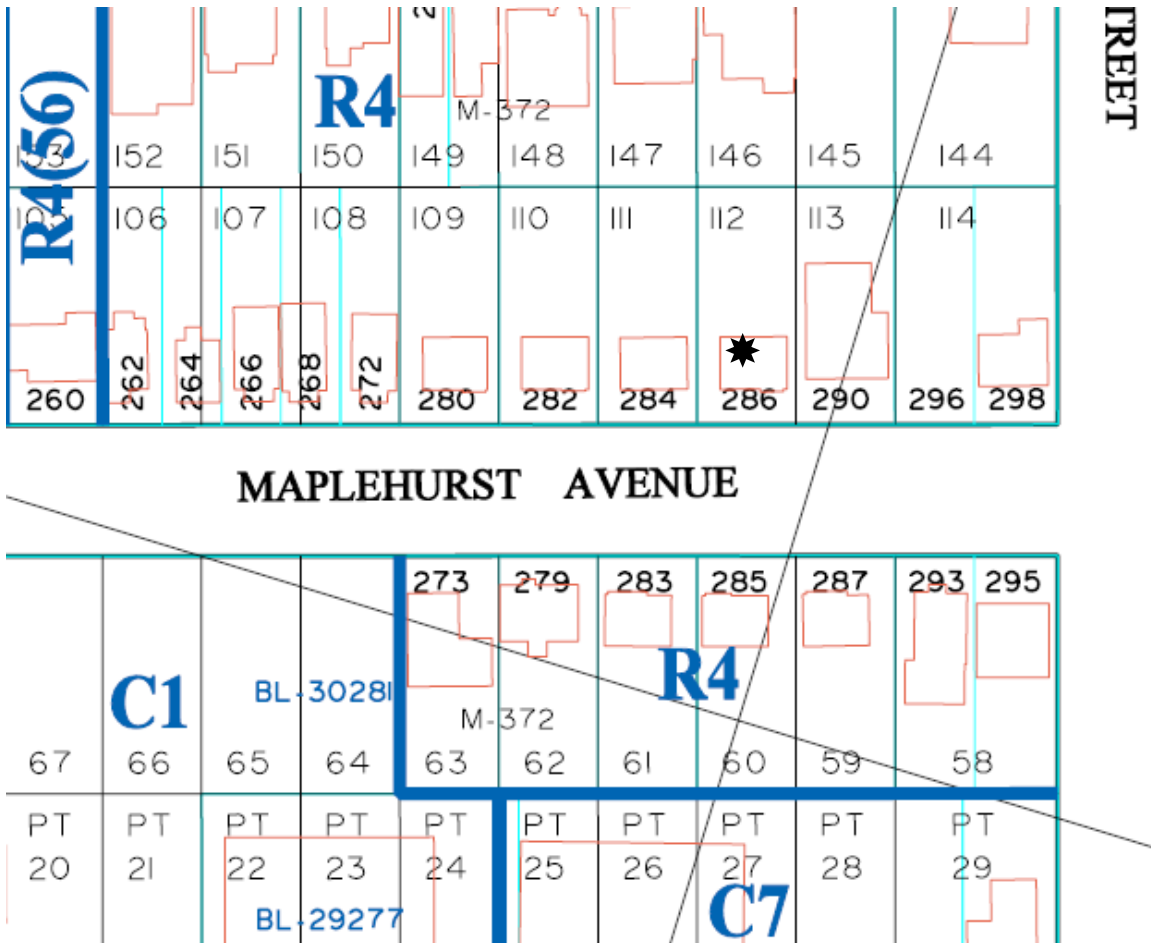 TREET
R4(56)
R4
M-372
153 152 151 150 149 148 147 146 145 144
105 106 107 108 109 110 111 112 113 114
260 262 264 266 268 272 280 282 284 286 290 296 298
MAPLEHURST AVENUE
273 279 283 285 287 293 295
C1
BL-30281
R4
M-372
67 66 65 64 63 62 61 60 59 58
PT PT PT PT PT PT PT PT PT PT
20 21 22 23 24 25 26 27 28 29
BL-29277
C7